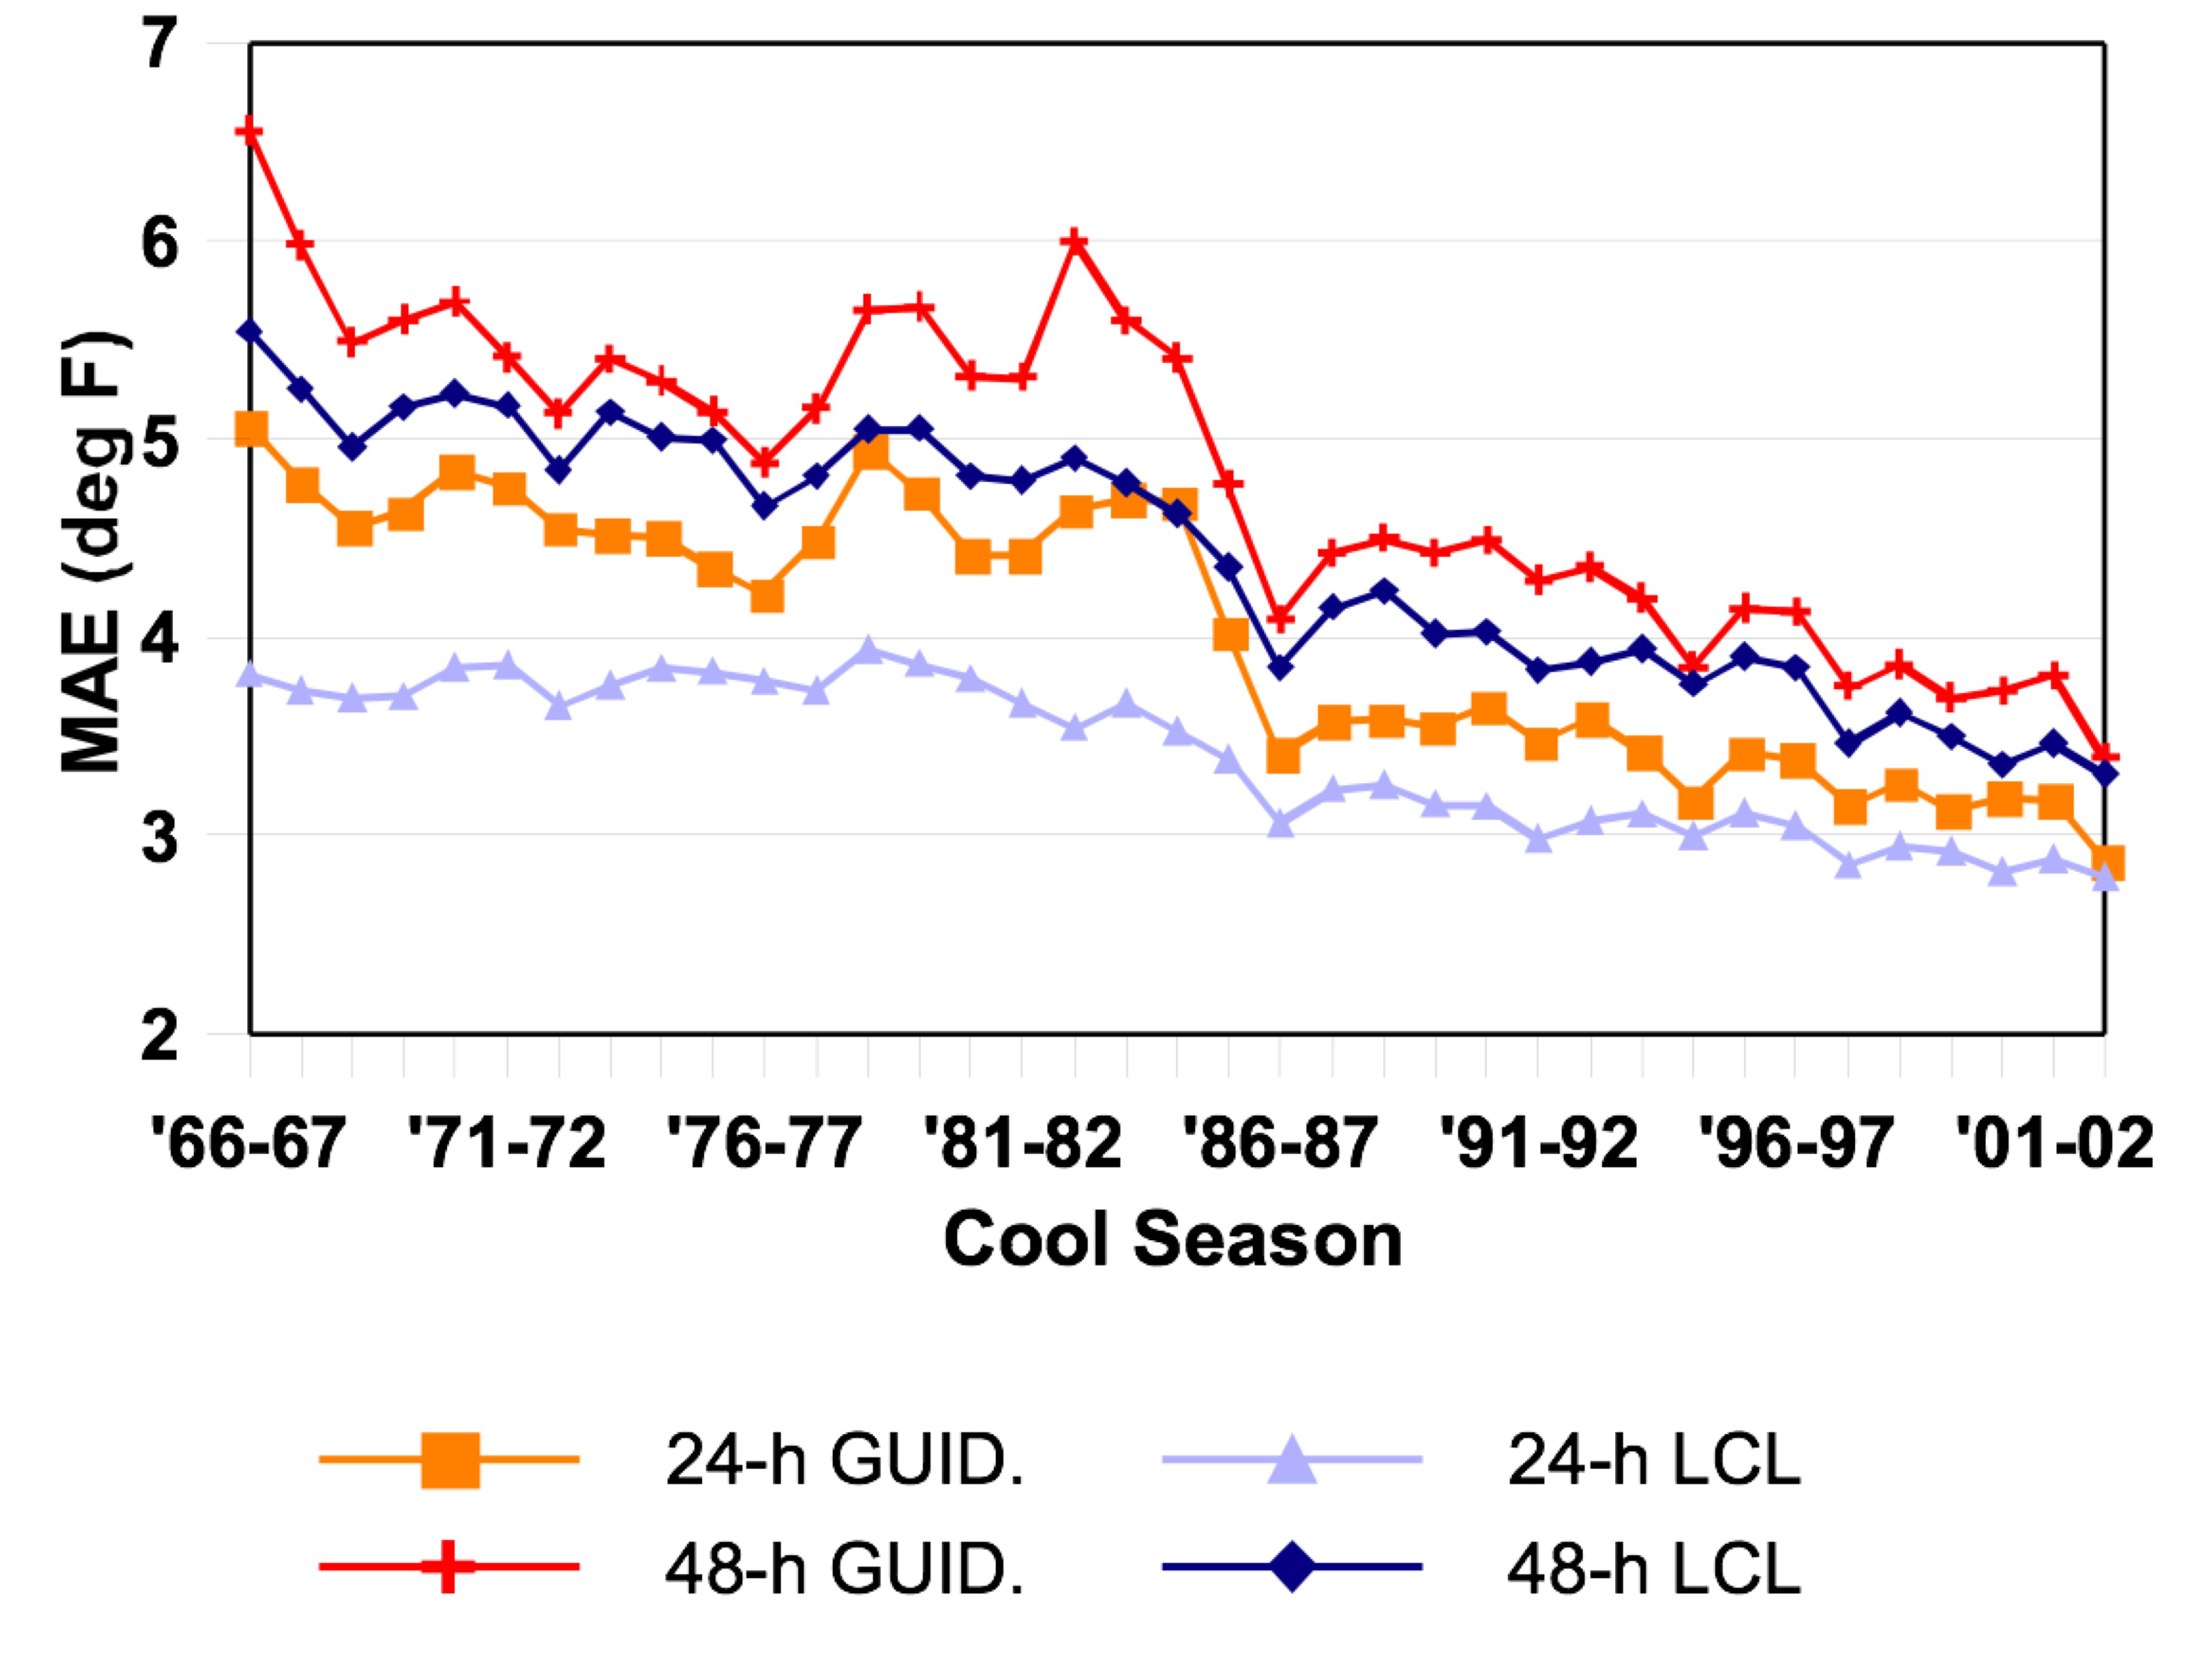 7
6
5
4
3
2
MAE (deg F)
'66-67 '71-72 '76-77 '81-82 '86-87 '91-92 '96-97 '01-02
Cool Season
24-h GUID. 24-h LCL
48-h GUID. 48-h LCL